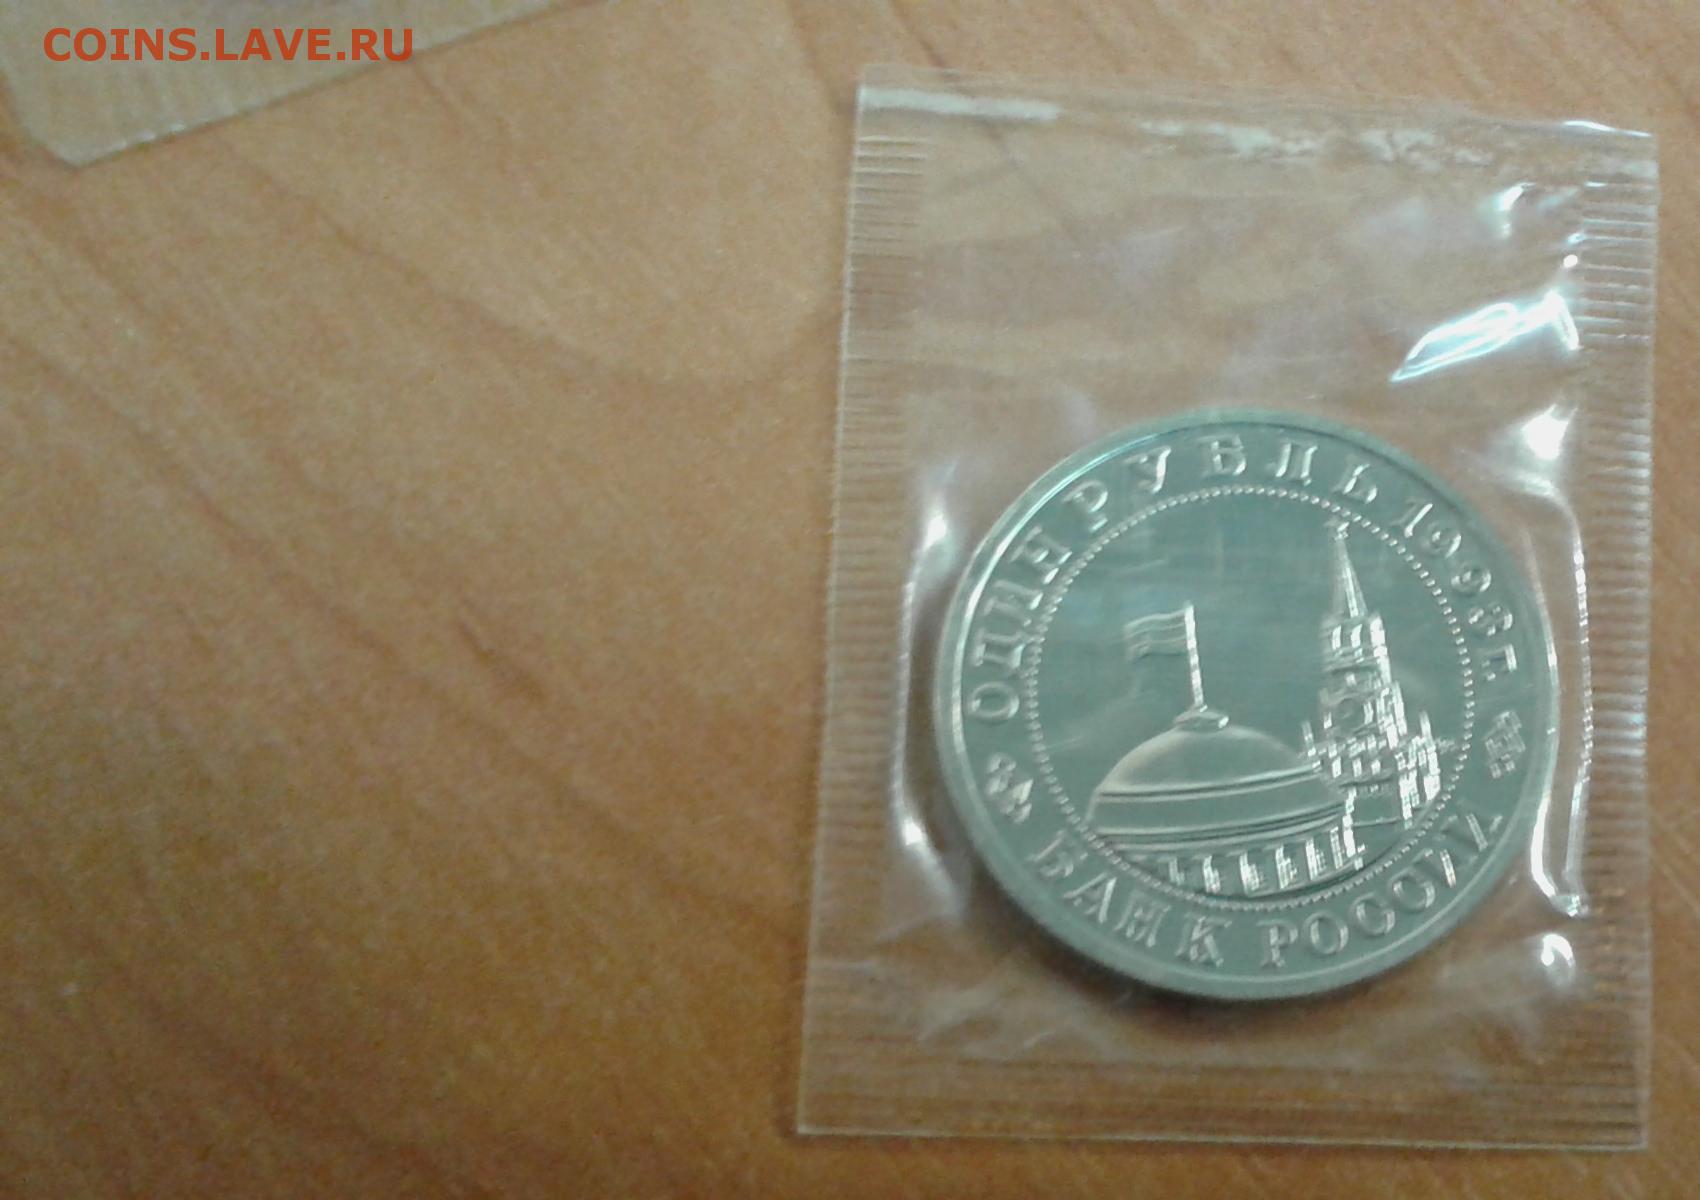 COINS.LAVE.RU
ОДИН РУБЛЬ 1993 г.
БАНК РОССИИ